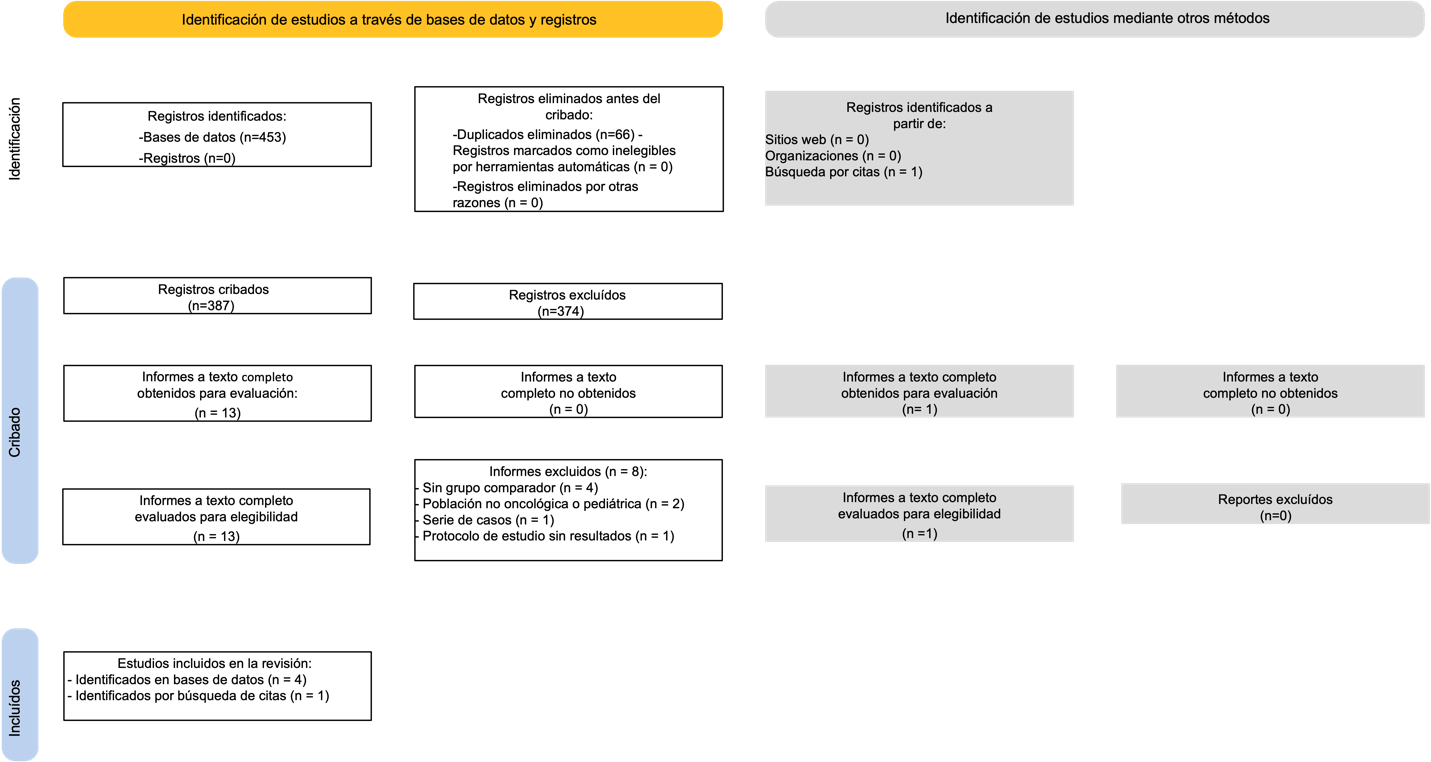 Identificación de estudios a través de bases de datos y registros
Identificación de estudios mediante otros métodos
Identificación
Registros identificados:
-Bases de datos (n=453)
-Registros (n=0)
Registros eliminados antes del
cribado:
-Duplicados eliminados (n=66) -
Registros marcados como inelegibles
por herramientas automáticas (n = 0)
-Registros eliminados por otras
razones (n = 0)
Registros identificados a
partir de:
Sitios web (n = 0)
Organizaciones (n = 0)
Búsqueda por citas (n = 1)
Cribado
Registros cribados
(n=387)
Registros excluídos
(n=374)
Informes a texto completo
obtenidos para evaluación:
(n = 13)
Informes a texto
completo no obtenidos
(n = 0)
Informes a texto completo
obtenidos para evaluación
(n= 1)
Informes a texto
completo no obtenidos
(n = 0)
Informes a texto completo
evaluados para elegibilidad
(n = 13)
Informes excluidos (n = 8):
- Sin grupo comparador (n = 4)
- Población no oncológica o pediátrica (n = 2)
- Serie de casos (n = 1)
- Protocolo de estudio sin resultados (n = 1)
Informes a texto completo
evaluados para elegibilidad
(n =1)
Reportes excluídos
(n=0)
Incluídos
Estudios incluidos en la revisión:
- Identificados en bases de datos (n = 4)
- Identificados por búsqueda de citas (n = 1)